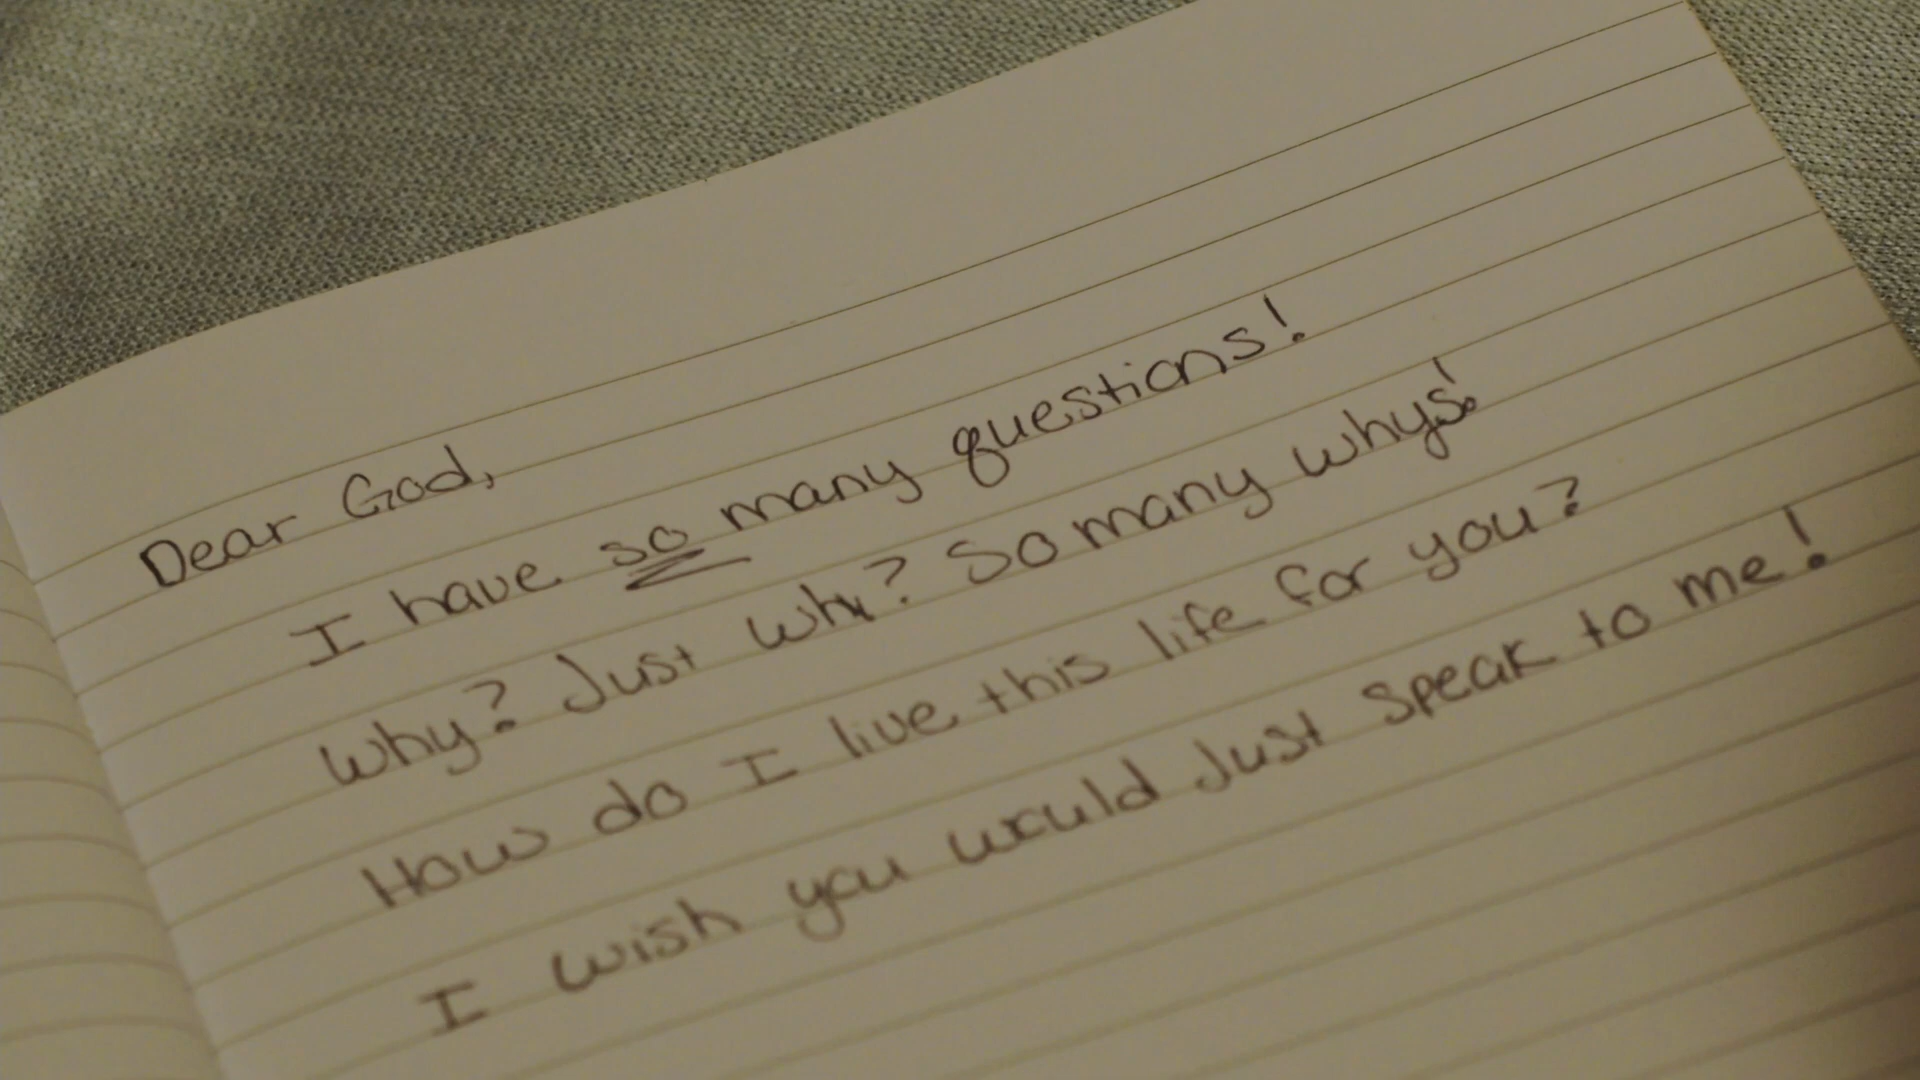 Dear God,
I have so many questions!
Why? Just Why? So many whys!
How do I live this life for you?
I wish you would Just speak to me!